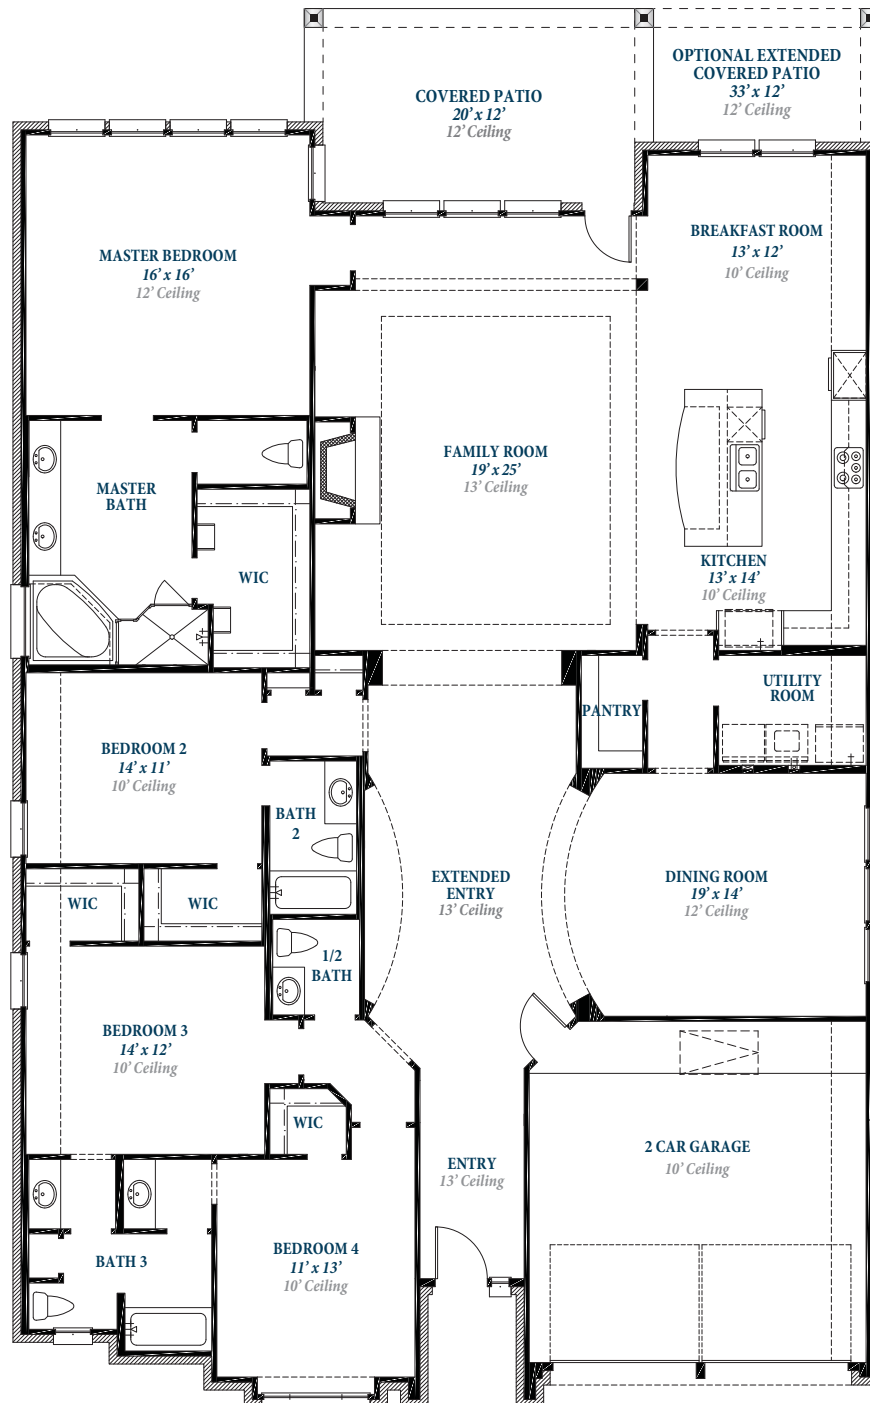 OPTIONAL EXTENDED
COVERED PATIO
33' x 12'
12' Ceiling
COVERED PATIO
20' x 12'
12' Ceiling
MASTER BEDROOM
16' x 16'
12' Ceiling
BREAKFAST ROOM
13' x 12'
10' Ceiling
FAMILY ROOM
19' x 25'
13' Ceiling
MASTER
BATH
WIC
KITCHEN
13' x 14'
10' Ceiling
UTILITY
ROOM
PANTRY
BEDROOM 2
14' x 11'
10' Ceiling
BATH
2
EXTENDED
ENTRY
13' Ceiling
DINING ROOM
19' x 14'
12' Ceiling
WIC
WIC
1/2
BATH
BEDROOM 3
14' x 12'
10' Ceiling
WIC
ENTRY
13' Ceiling
2 CAR GARAGE
10' Ceiling
BATH 3
BEDROOM 4
11' x 13'
10' Ceiling